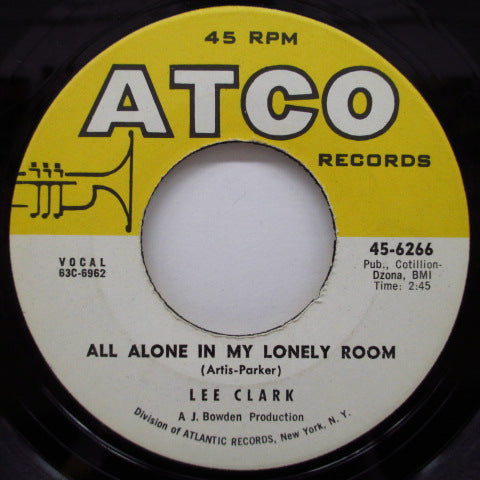 45 RPM
ATCO
RECORDS
VOCAL
63C-6962
45-6266
Pub., Cotillion-
Dzona, BMI
Time: 2:45
ALL ALONE IN MY LONELY ROOM
(Artis-Parker)
LEE CLARK
A J. Bowden Production
Division of ATLANTIC RECORDS, New York, N. Y.